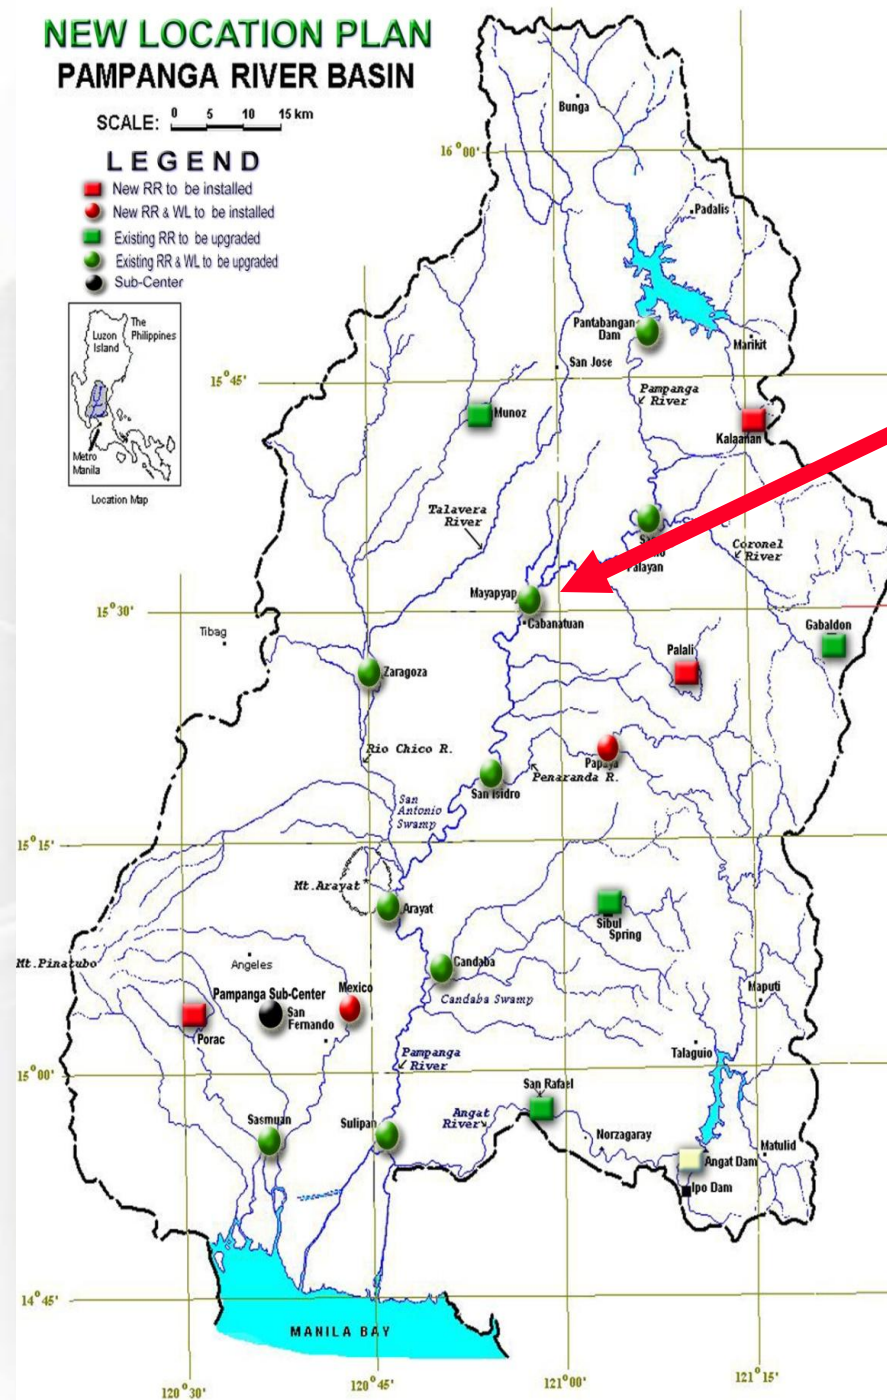 NEW LOCATION PLAN
PAMPANGA RIVER BASIN
SCALE: 0 5 10 15 km
LEGEND
New RR to be installed
New RR & WL to be installed
Existing RR to be upgraded
Existing RR & WL to be upgraded
Sub-Center
The
Philippines
Luzon
Island
Metro
Manila
Location Map
Bunga
16°00'
Padalis
Pantabangan
Dam
Marikit
San Jose
15°45'
Pampanga
River
Munoz
Kalaanan
Talavera
River
Coronel
River
Palayan
Mayapyap
15°30'
Cabanatuan
Gabaldon
Tibag
Palali
Zaragoza
Rio Chico R.
Papaya
Penaranda R.
San Isidro
San
Antonio
Swamp
15°15'
Mt.Arayat
Arayat
Sibul
Spring
Mt.Pinatubo
Angeles
Candaba
Candaba Swamp
Mexico
Maputi
Pampanga Sub-Center
San
Fernando
Porac
Talaguio
Pampanga
River
15°00'
San Rafael
Angat
River
Sasmuan
Sulipan
Norzagaray
Matulid
Angat Dam
Ipo Dam
14°45'
MANILA BAY
120°30'
120°45'
121°00'
121°15'